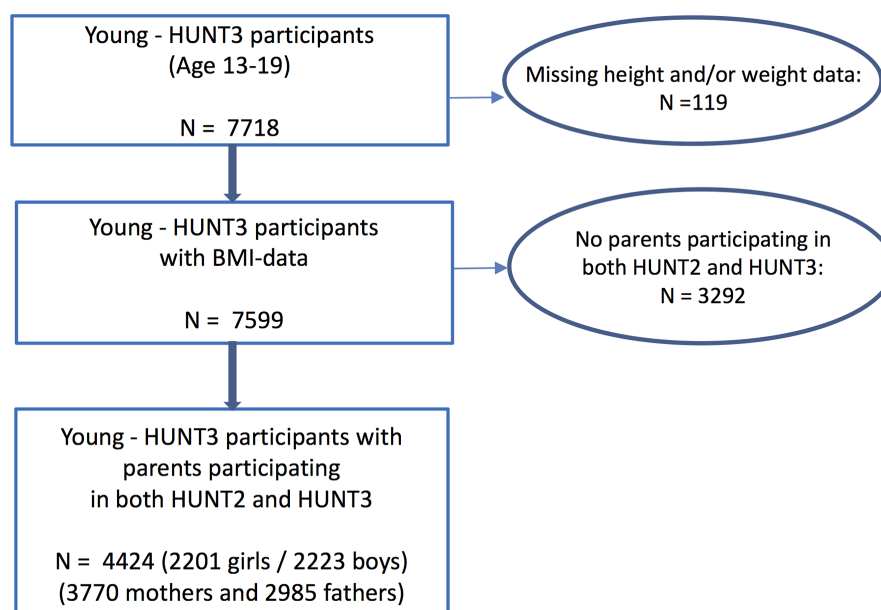 Young - HUNT3 participants
(Age 13-19)
N = 7718
Missing height and/or weight data:
N =119
Young - HUNT3 participants
with BMI-data
N = 7599
No parents participating in
both HUNT2 and HUNT3:
N = 3292
Young - HUNT3 participants with
parents participating
in both HUNT2 and HUNT3
N = 4424 (2201 girls / 2223 boys)
(3770 mothers and 2985 fathers)